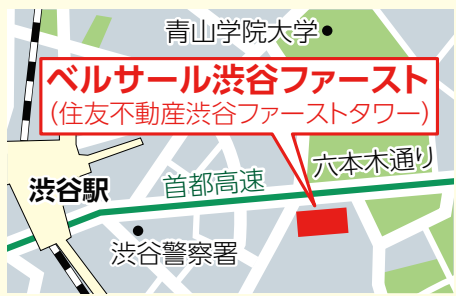 青山学院大学
ベルサール渋谷ファースト
(住友不動産渋谷ファーストタワー)
六本木通り
渋谷駅
首都高速
渋谷警察署